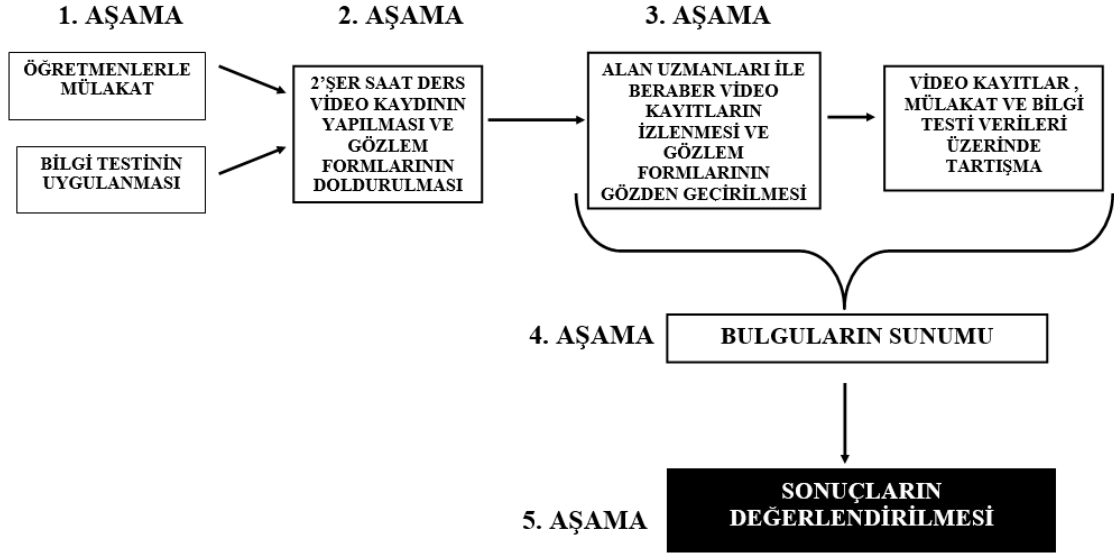 1. AŞAMA
2. AŞAMA
3. AŞAMA
ÖĞRETMENLERLE
MÜLAKAT
BİLGİ TESTİNİN
UYGULANMASI
2'ŞER SAAT DERS
VİDEO KAYDININ
YAPILMASI VE
GÖZLEM
FORMLARININ
DOLDURULMASI
ALAN UZMANLARI İLE
BERABER VİDEO
KAYITLARIN
İZLENMESİ VE
GÖZLEM
FORMLARININ
GÖZDEN GEÇİRİLMESİ
VİDEO KAYITLAR ,
MÜLAKAT VE BİLGİ
TESTİ VERİLERİ
ÜZERİNDE
TARTIŞMA
4. AŞAMA
BULGULARIN SUNUMU
5. AŞAMA
SONUÇLARIN
DEĞERLENDİRİLMESİ